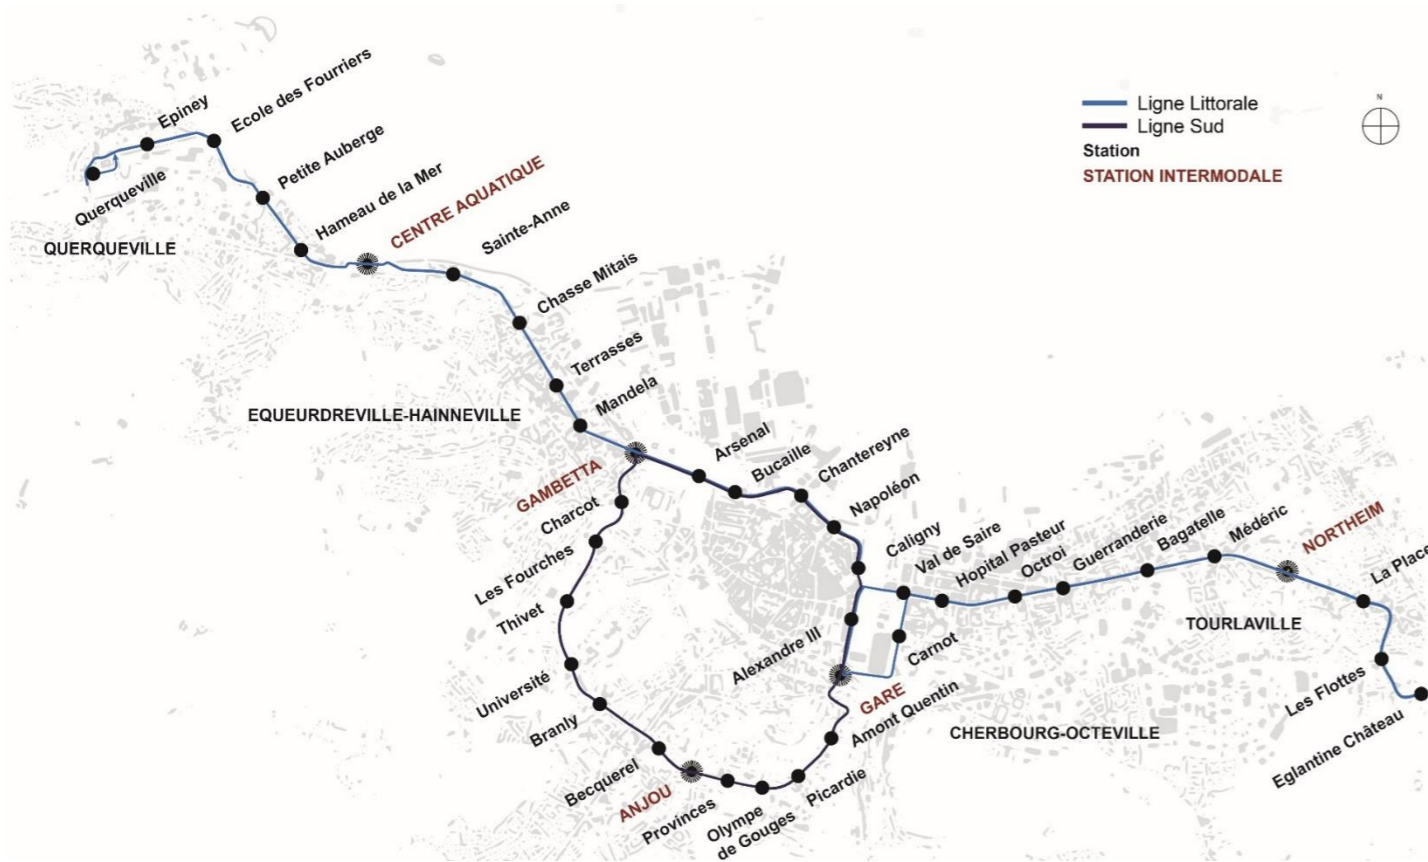 Ligne Littorale
Ligne Sud
Station
STATION INTERMODALE
N
Epiney
Ecole des Fourriers
Querqueville
QUERQUEVILLE
Petite Auberge
Hameau de la Mer
CENTRE AQUATIQUE
Sainte-Anne
Chasse Mitais
Terrasses
Mandela
EQUEURDREVILLE-HAINNEVILLE
GAMBETTA
Arsenal
Bucaille
Chantereyne
Napoléon
Caligny
Val de Saire
Hopital Pasteur
Octroi
Guerranderie
Bagatelle
Médéric
NORTHEIM
La Place
TOURLAVILLE
Les Flottes
Eglantine Château
Charcot
Les Fourches
Thivet
Université
Branly
Becquerel
ANJOU
Provinces
Olympe
de Gouges
Picardie
Amont Quentin
GARE
Alexandre III
Carnot
CHERBOURG-OCTEVILLE